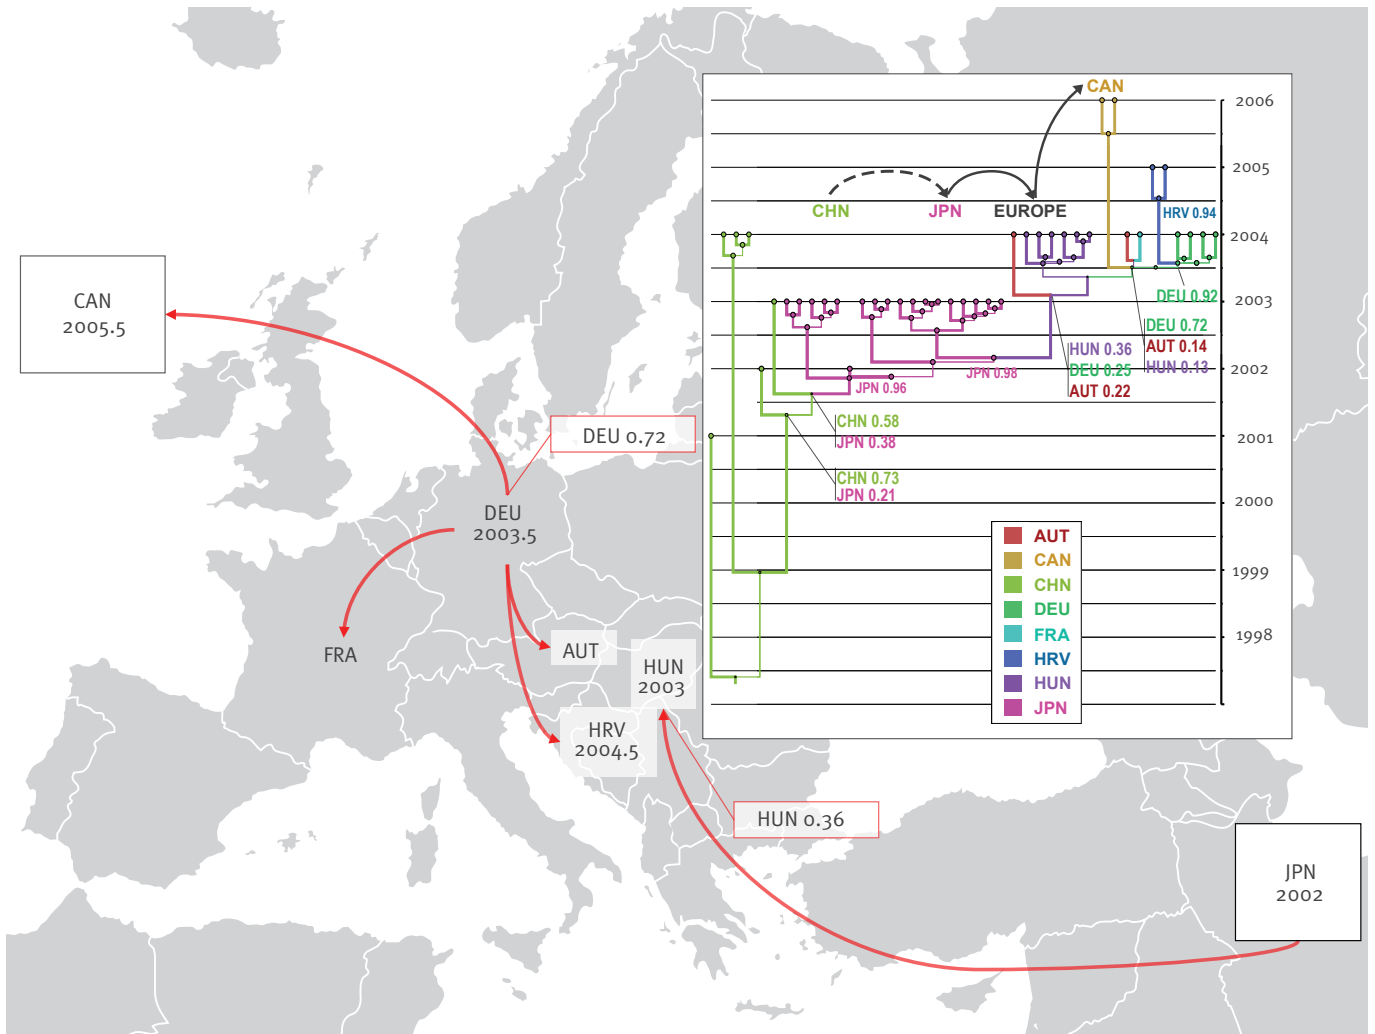 CAN
2006
2005
CHN
JPN
EUROPE
HRV 0.94
2004
DEU 0.92
2003
DEU 0.72
AUT 0.14
HUN 0.13
HUN 0.36
DEU 0.25
AUT 0.22
2002
JPN 0.98
JPN 0.96
CHN 0.58
JPN 0.38
2001
CHN 0.73
JPN 0.21
2000
1999
1998
AUT
CAN
CHN
DEU
FRA
HRV
HUN
JPN
CAN
2005.5
DEU 0.72
DEU
2003.5
FRA
AUT
HUN
2003
HRV
2004.5
HUN 0.36
JPN
2002